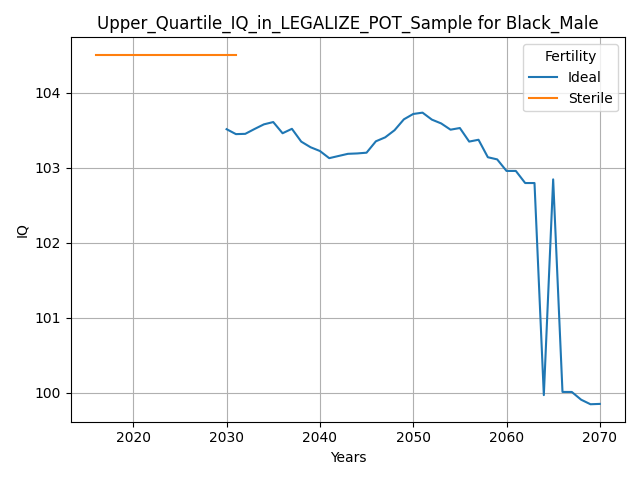 Upper_Quartile_IQ_in_LEGALIZE_POT_Sample for Black_Male
Fertility
Ideal
Sterile
104
103
102
101
100
IQ
2020
2030
2040
2050
2060
2070
Years